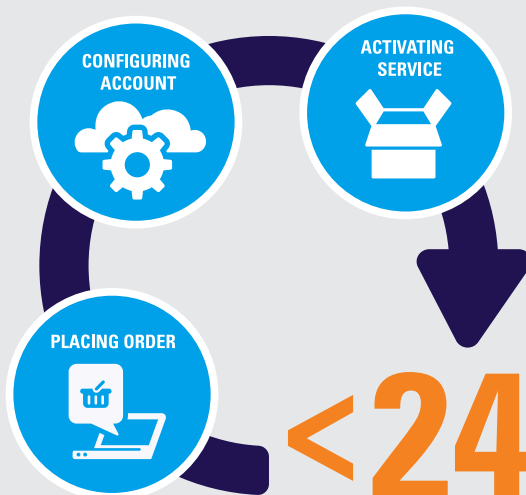 CONFIGURING
ACCOUNT
ACTIVATING
SERVICE
PLACING ORDER
<24